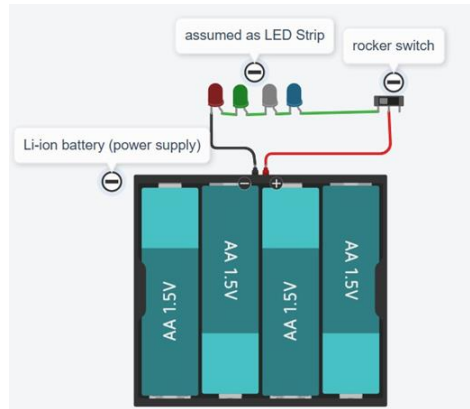 assumed as LED Strip
rocker switch
Li-ion battery (power supply)
− +
AA 1.5V
AA 1.5V
AA 1.5V
AA 1.5V